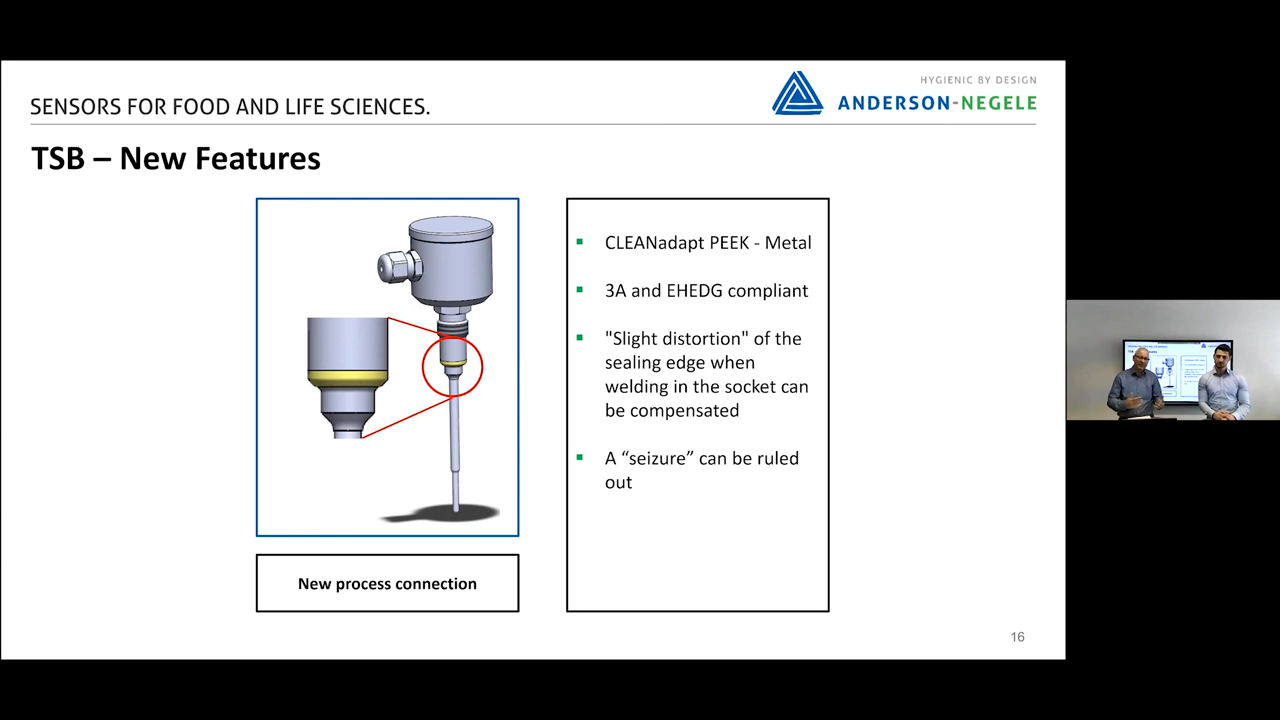 HYGIENIC BY DESIGN
SENSORS FOR FOOD AND LIFE SCIENCES.
ANDERSON-NEGELE
TSB – New Features
CLEANadapt PEEK - Metal
3A and EHEDG compliant
"Slight distortion" of the
sealing edge when
welding in the socket can
be compensated
A “seizure” can be ruled
out
New process connection
16